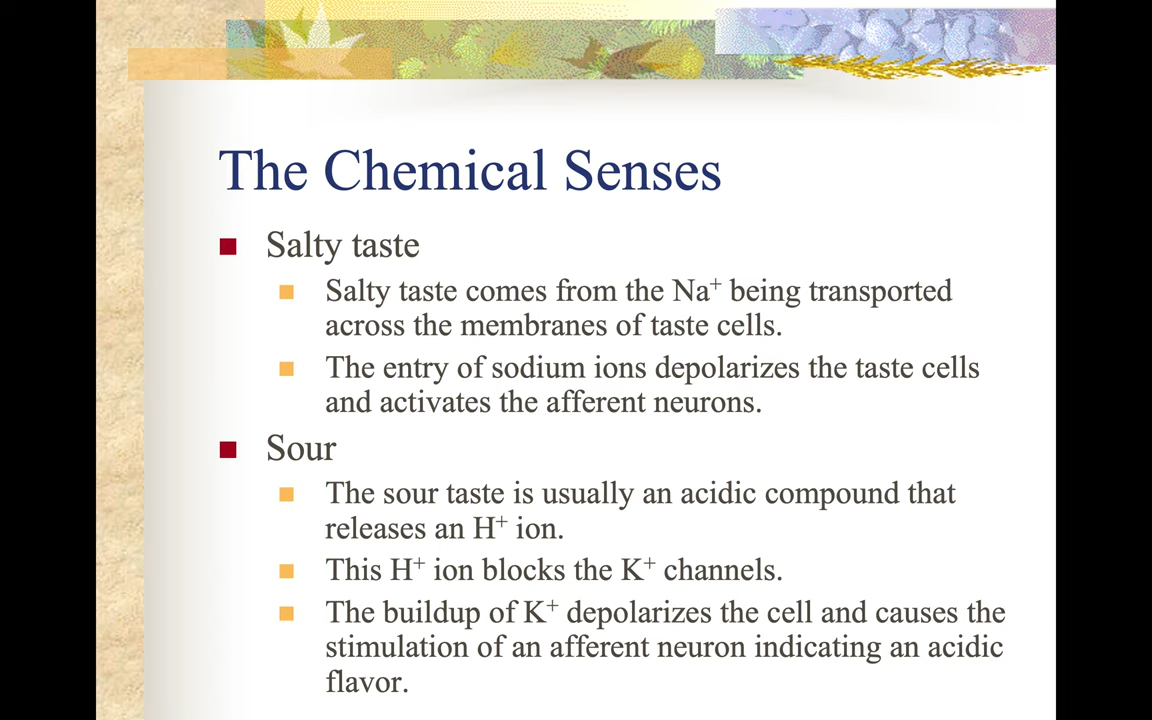 The Chemical Senses
Salty taste
Salty taste comes from the Na⁺ being transported
across the membranes of taste cells.
The entry of sodium ions depolarizes the taste cells
and activates the afferent neurons.
Sour
The sour taste is usually an acidic compound that
releases an H⁺ ion.
This H⁺ ion blocks the K⁺ channels.
The buildup of K⁺ depolarizes the cell and causes the
stimulation of an afferent neuron indicating an acidic
flavor.